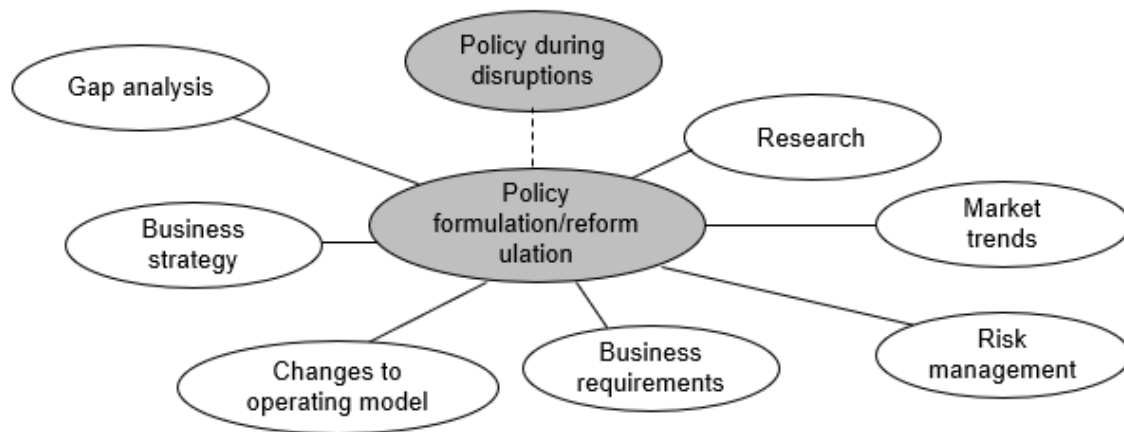 Policy during
disruptions
Gap analysis
Research
Policy
formulation/reform
ulation
Market
trends
Business
strategy
Risk
management
Business
requirements
Changes to
operating model